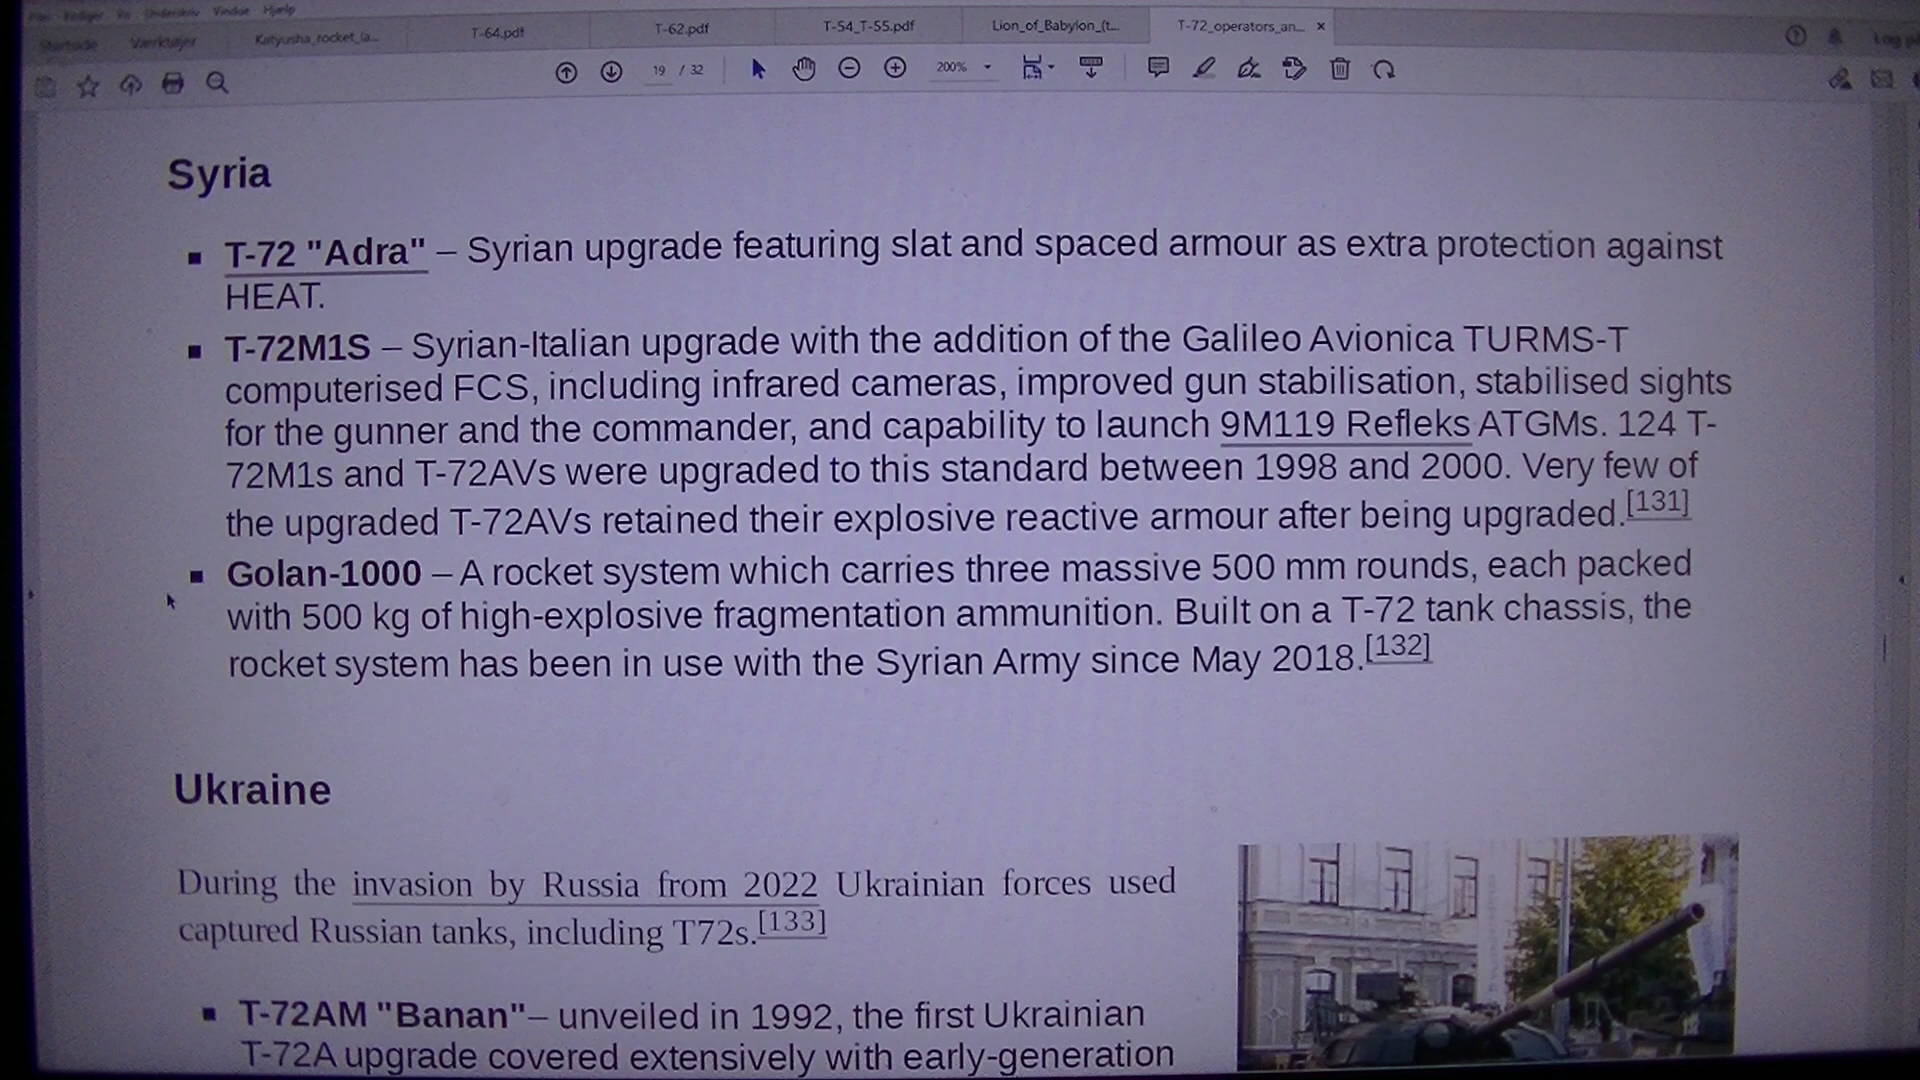 Vindue Hjælp
Startside Værktøjer Katyusha_rocket_la... T-64.pdf T-62.pdf T-54_T-55.pdf Lion_of_Babylon_(t... T-72_operators_an... ×
19 / 32 200%
Syria
▪ T-72 "Adra" – Syrian upgrade featuring slat and spaced armour as extra protection against
HEAT.
▪ T-72M1S – Syrian-Italian upgrade with the addition of the Galileo Avionica TURMS-T
computerised FCS, including infrared cameras, improved gun stabilisation, stabilised sights
for the gunner and the commander, and capability to launch 9M119 Refleks ATGMs. 124 T-
72M1s and T-72AVs were upgraded to this standard between 1998 and 2000. Very few of
the upgraded T-72AVs retained their explosive reactive armour after being upgraded.[131]
▪ Golan-1000 – A rocket system which carries three massive 500 mm rounds, each packed
with 500 kg of high-explosive fragmentation ammunition. Built on a T-72 tank chassis, the
rocket system has been in use with the Syrian Army since May 2018.[132]
Ukraine
During the invasion by Russia from 2022 Ukrainian forces used
captured Russian tanks, including T72s.[133]
▪ T-72AM "Banan"– unveiled in 1992, the first Ukrainian
T-72A upgrade covered extensively with early-generation